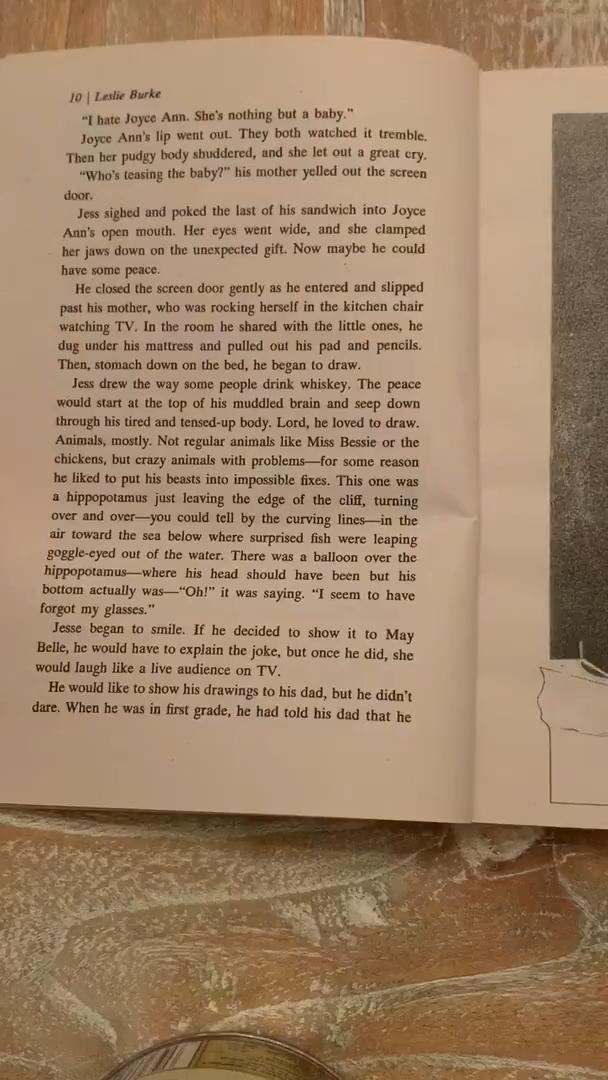 10 | Leslie Burke
"I hate Joyce Ann. She's nothing but a baby."
Joyce Ann's lip went out. They both watched it tremble.
Then her pudgy body shuddered, and she let out a great cry.
"Who's teasing the baby?" his mother yelled out the screen
door.
Jess sighed and poked the last of his sandwich into Joyce
Ann's open mouth. Her eyes went wide, and she clamped
her jaws down on the unexpected gift. Now maybe he could
have some peace.
He closed the screen door gently as he entered and slipped
past his mother, who was rocking herself in the kitchen chair
watching TV. In the room he shared with the little ones, he
dug under his mattress and pulled out his pad and pencils.
Then, stomach down on the bed, he began to draw.
Jess drew the way some people drink whiskey. The peace
would start at the top of his muddled brain and seep down
through his tired and tensed-up body. Lord, he loved to draw.
Animals, mostly. Not regular animals like Miss Bessie or the
chickens, but crazy animals with problems—for some reason
he liked to put his beasts into impossible fixes. This one was
a hippopotamus just leaving the edge of the cliff, turning
over and over—you could tell by the curving lines—in the
air toward the sea below where surprised fish were leaping
goggle-eyed out of the water. There was a balloon over the
hippopotamus—where his head should have been but his
bottom actually was—"Oh!" it was saying. "I seem to have
forgot my glasses."
Jesse began to smile. If he decided to show it to May
Belle, he would have to explain the joke, but once he did, she
would laugh like a live audience on TV.
He would like to show his drawings to his dad, but he didn't
dare. When he was in first grade, he had told his dad that he